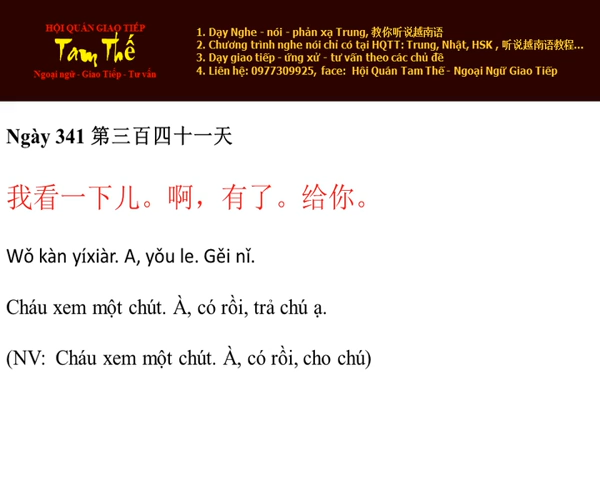 HỘI QUÁN GIAO TIẾP
Tam Thế
Ngoại ngữ - Giao Tiếp - Tư vấn
1. Dạy Nghe - nói - phản xạ Trung, 教你听说越南语
2. Chương trình nghe nói chỉ có tại HQTT: Trung, Nhật, HSK , 听说越南语教程...
3. Dạy giao tiếp - ứng xử - tư vấn theo các chủ đề
4. Liên hệ: 0977309925, face: Hội Quán Tam Thế - Ngoại Ngữ Giao Tiếp
Ngày 341 第三百四十一天
我看一下儿。啊，有了。给你。
Wǒ kàn yíxiàr. A, yǒu le. Gěi nǐ.
Cháu xem một chút. À, có rồi, trả chú ạ.
(NV: Cháu xem một chút. À, có rồi, cho chú)